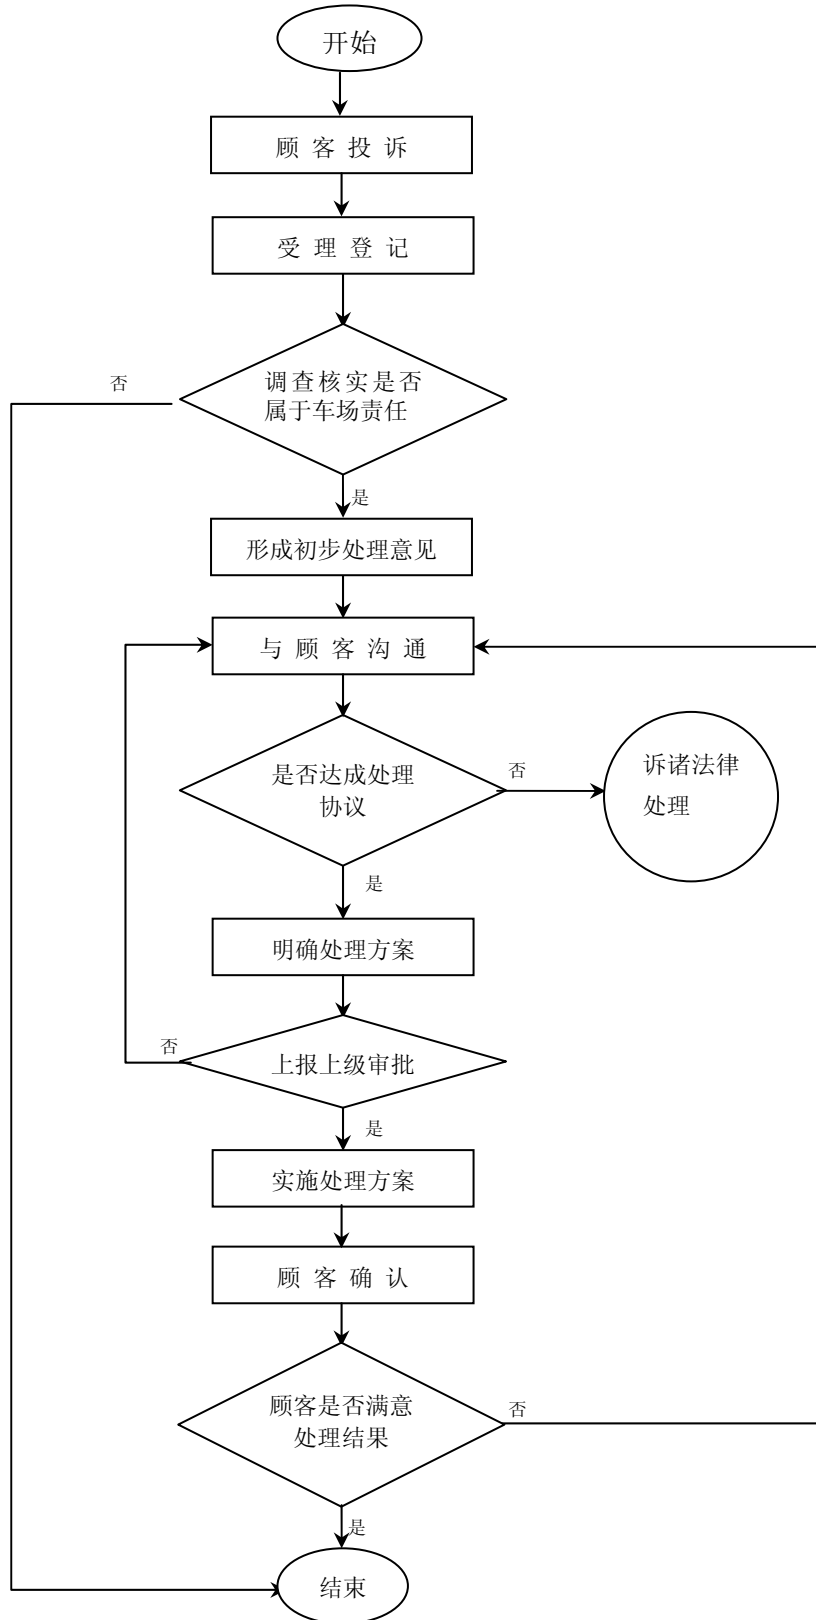 开始
顾客投诉
受理登记
否
调查核实是否
属于车场责任
是
形成初步处理意见
与顾客沟通
是否达成处理
协议
否
诉诸法律
处理
是
明确处理方案
否
上报上级审批
是
实施处理方案
顾客确认
顾客是否满意
处理结果
否
是
结束